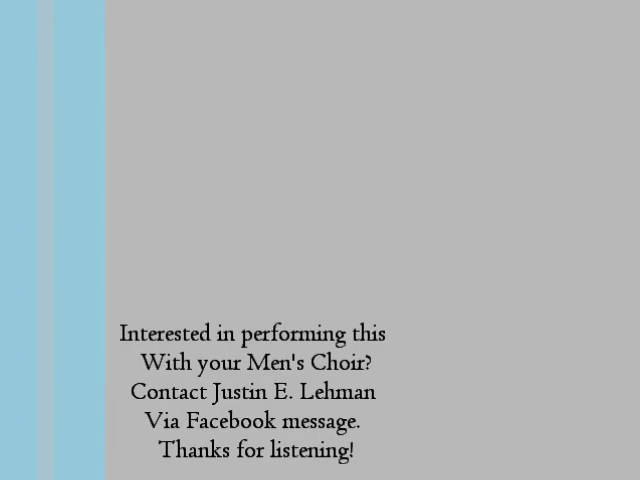 Interested in performing this
With your Men's Choir?
Contact Justin E. Lehman
Via Facebook message.
Thanks for listening!